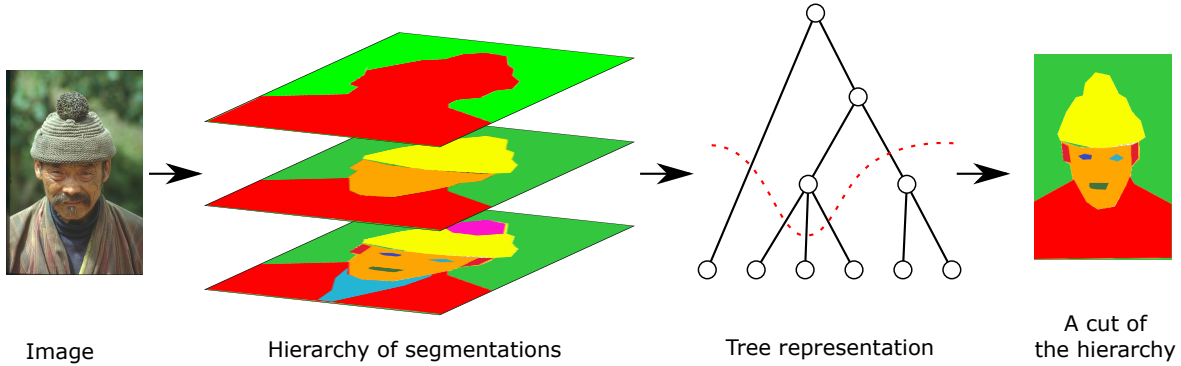 Image
Hierarchy of segmentations
Tree representation
A cut of
the hierarchy